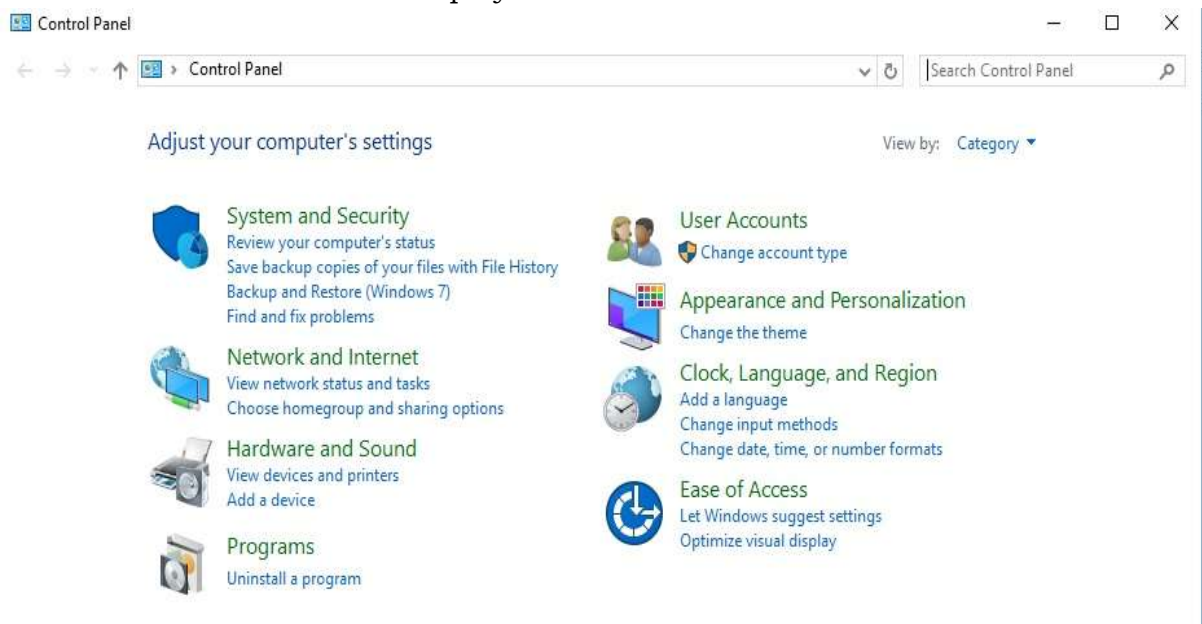 Control Panel
Control Panel
Search Control Panel
Adjust your computer's settings
View by: Category
System and Security
Review your computer's status
Save backup copies of your files with File History
Backup and Restore (Windows 7)
Find and fix problems
Network and Internet
View network status and tasks
Choose homegroup and sharing options
Hardware and Sound
View devices and printers
Add a device
Programs
Uninstall a program
User Accounts
Change account type
Appearance and Personalization
Change the theme
Clock, Language, and Region
Add a language
Change input methods
Change date, time, or number formats
Ease of Access
Let Windows suggest settings
Optimize visual display